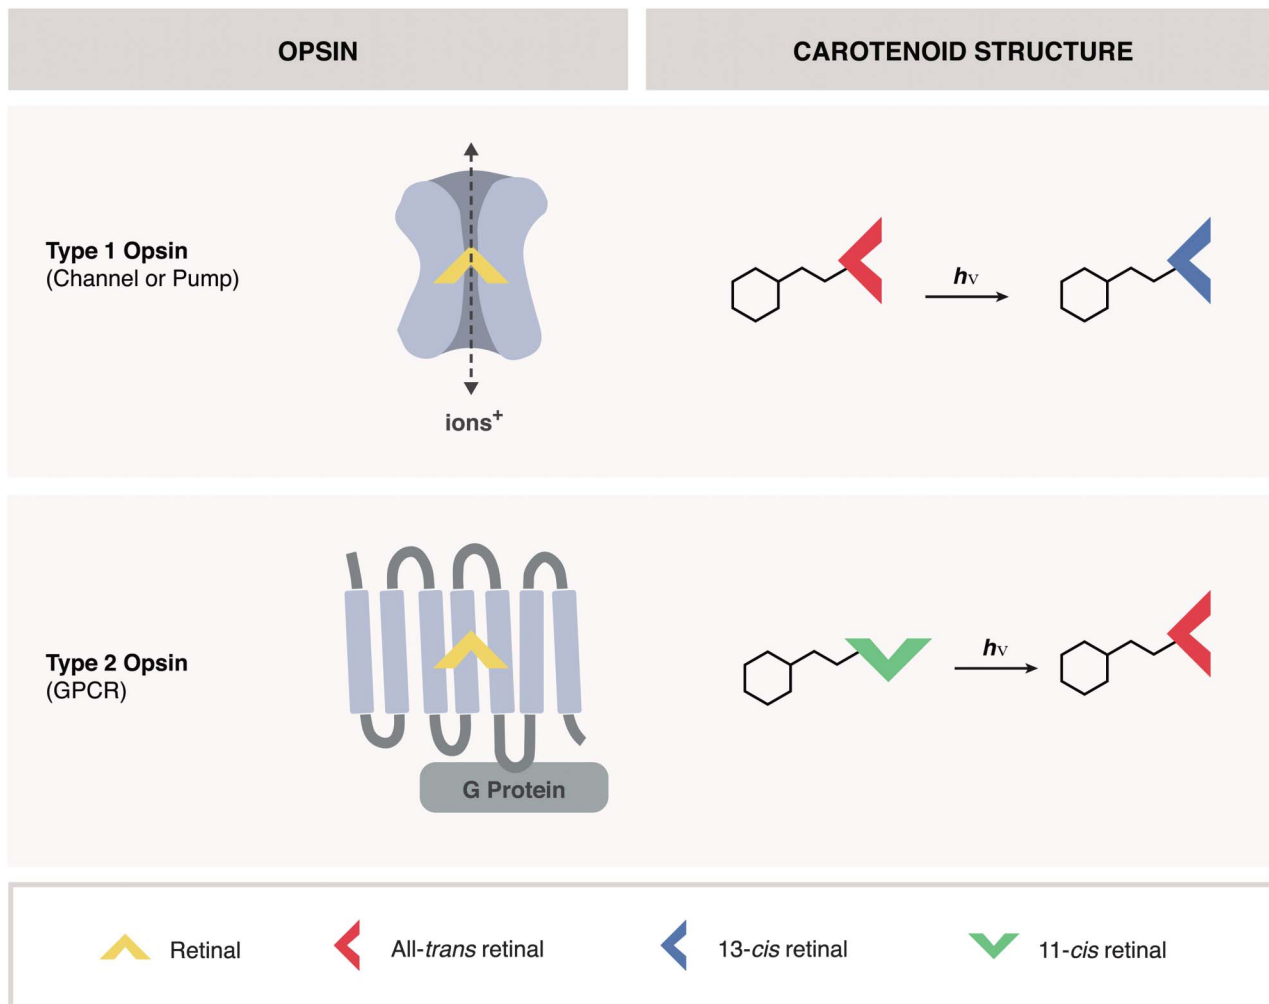 OPSIN
CAROTENOID STRUCTURE
Type 1 Opsin
(Channel or Pump)
ions+
hv
Type 2 Opsin
(GPCR)
G Protein
hv
Retinal
All-trans retinal
13-cis retinal
11-cis retinal